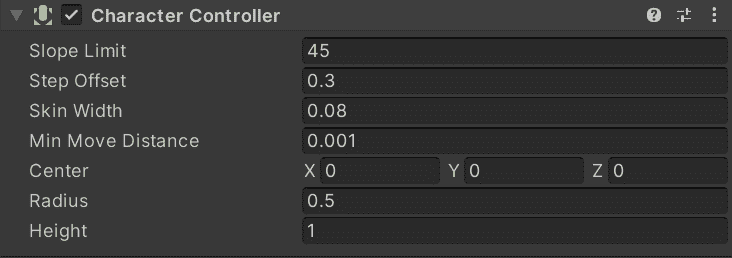 Character Controller
Slope Limit 45
Step Offset 0.3
Skin Width 0.08
Min Move Distance 0.001
Center X 0 Y 0 Z 0
Radius 0.5
Height 1